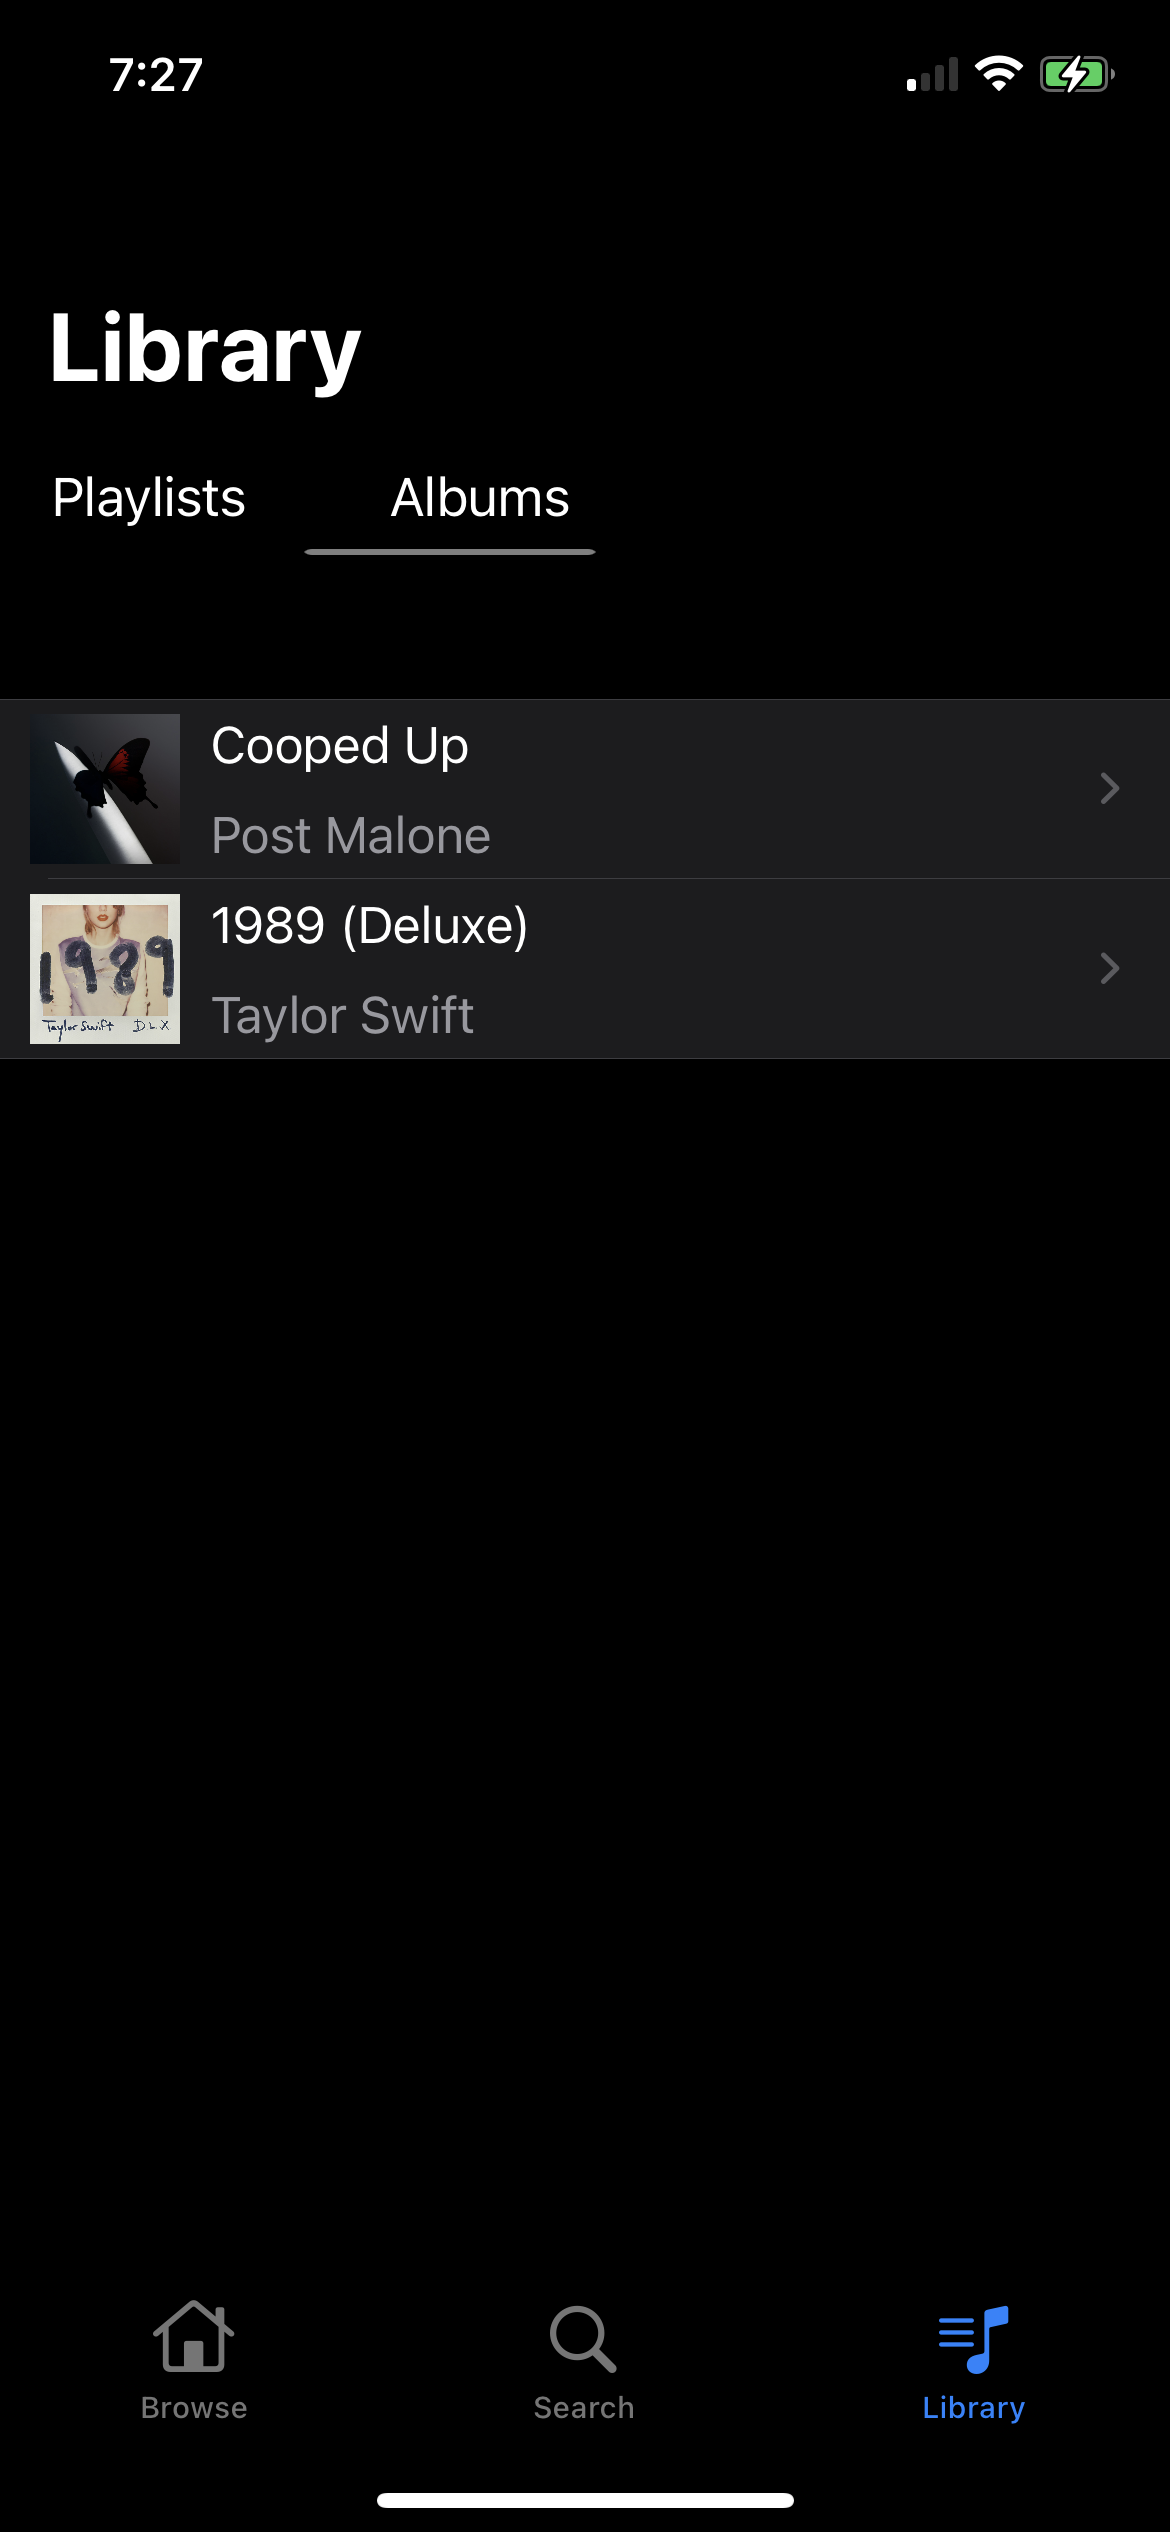 7:27
Library
Playlists Albums
Cooped Up
Post Malone
1989
Taylor Swift DLX
1989 (Deluxe)
Taylor Swift
Browse Search Library